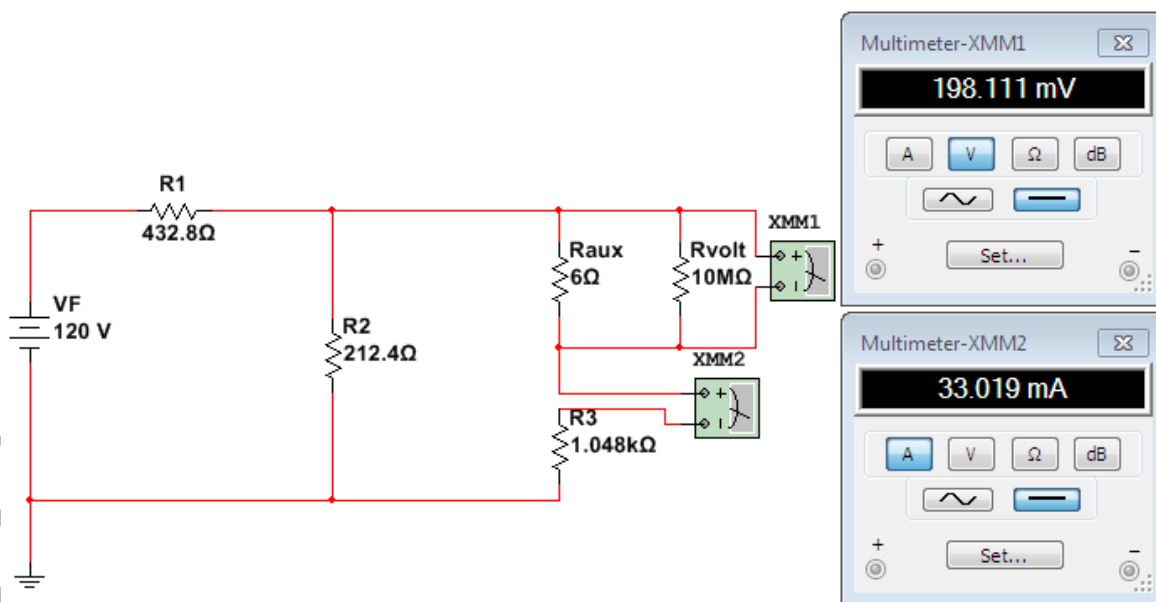 R1
432.8Ω
VF
120 V
R2
212.4Ω
Raux
6Ω
Rvolt
10MΩ
XMM1
+
XMM2
+
R3
1.048kΩ
Multimeter-XMM1
198.111 mV
A V Ω dB
+ Set... −
Multimeter-XMM2
33.019 mA
A V Ω dB
+ Set... −